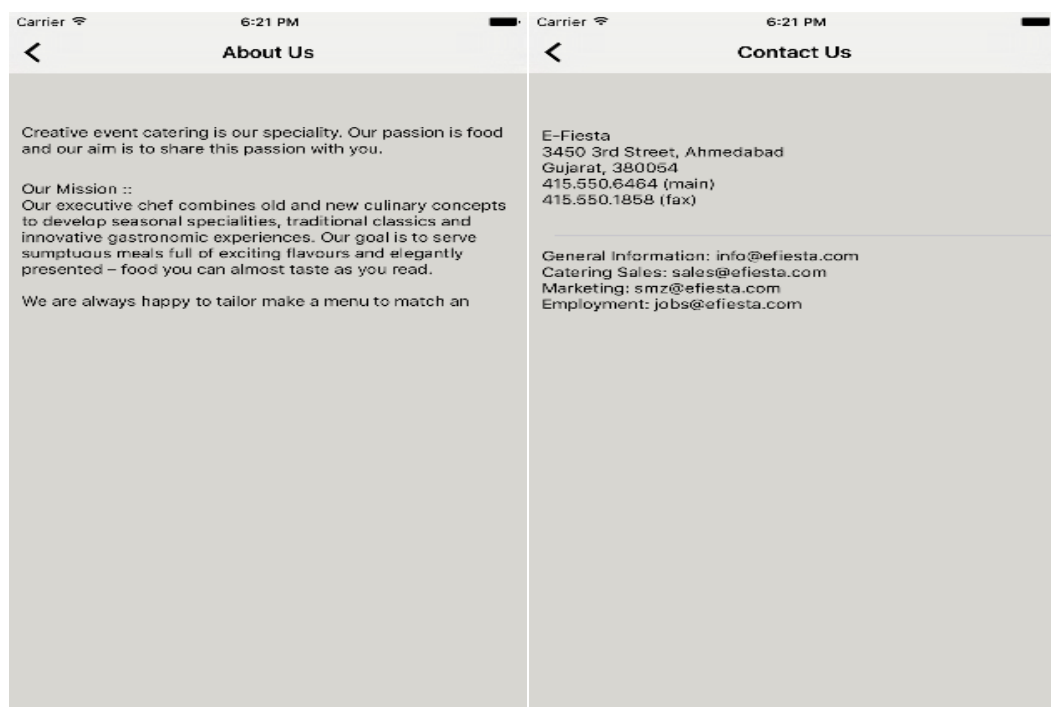 Carrier 6:21 PM
About Us
Creative event catering is our speciality. Our passion is food
and our aim is to share this passion with you.
Our Mission ::
Our executive chef combines old and new culinary concepts
to develop seasonal specialities, traditional classics and
innovative gastronomic experiences. Our goal is to serve
sumptuous meals full of exciting flavours and elegantly
presented – food you can almost taste as you read.
We are always happy to tailor make a menu to match an
Carrier 6:21 PM
Contact Us
E-Fiesta
3450 3rd Street, Ahmedabad
Gujarat, 380054
415.550.6464 (main)
415.550.1858 (fax)
General Information: info@efiesta.com
Catering Sales: sales@efiesta.com
Marketing: smz@efiesta.com
Employment: jobs@efiesta.com